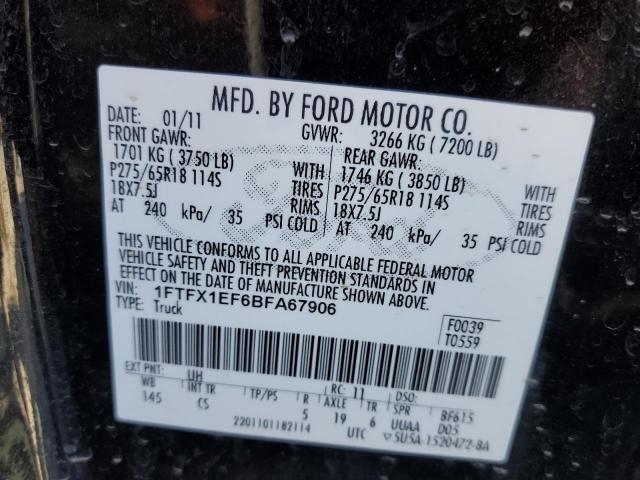 MFD. BY FORD MOTOR CO.
DATE: 01/11 GVWR: 3266 KG ( 7200 LB)
FRONT GAWR: REAR GAWR:
1701 KG ( 3750 LB) WITH 1746 KG ( 3850 LB) WITH
P275/65R18 114S TIRES P275/65R18 114S TIRES
18X7.5J RIMS 18X7.5J RIMS
AT 240 kPa/ 35 PSI COLD AT 240 kPa/ 35 PSI COLD
THIS VEHICLE CONFORMS TO ALL APPLICABLE FEDERAL MOTOR
VEHICLE SAFETY AND THEFT PREVENTION STANDARDS IN
EFFECT ON THE DATE OF MANUFACTURE SHOWN ABOVE.
VIN: 1FTFX1EF6BFA67906 F0039
TYPE: Truck T0559
EXT PNT: UH RC: 11 DSO:
WB INT TR TP/PS R AXLE TR SPR BF615
145 CS 5 19 6 UUAA D05
2201101182114 UTC ▽5U5A-1520472-BA